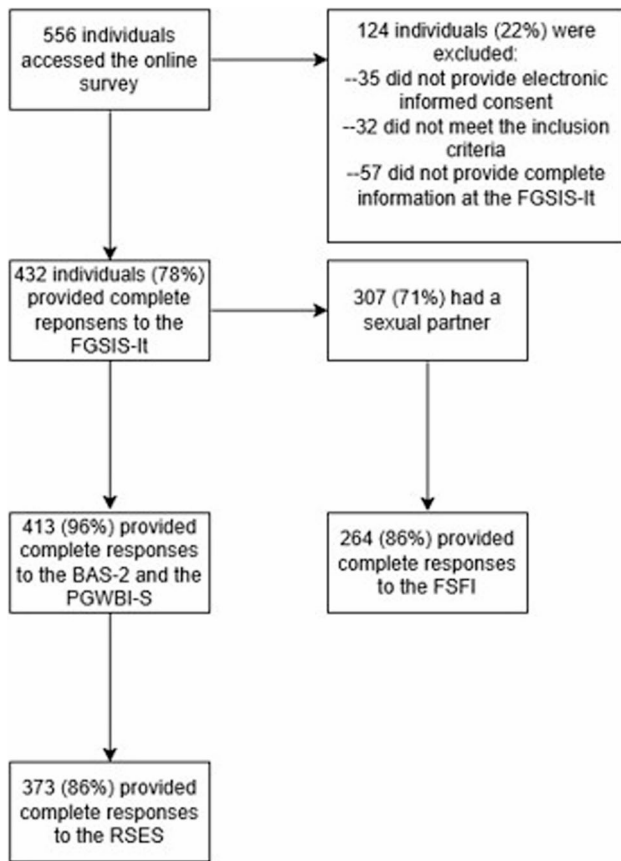 556 individuals
accessed the online
survey
124 individuals (22%) were
excluded:
--35 did not provide electronic
informed consent
--32 did not meet the inclusion
criteria
--57 did not provide complete
information at the FGSIS-It
432 individuals (78%)
provided complete
reponsens to the
FGSIS-It
307 (71%) had a
sexual partner
413 (96%) provided
complete responses
to the BAS-2 and the
PGWBI-S
264 (86%) provided
complete responses
to the FSFI
373 (86%) provided
complete responses
to the RSES